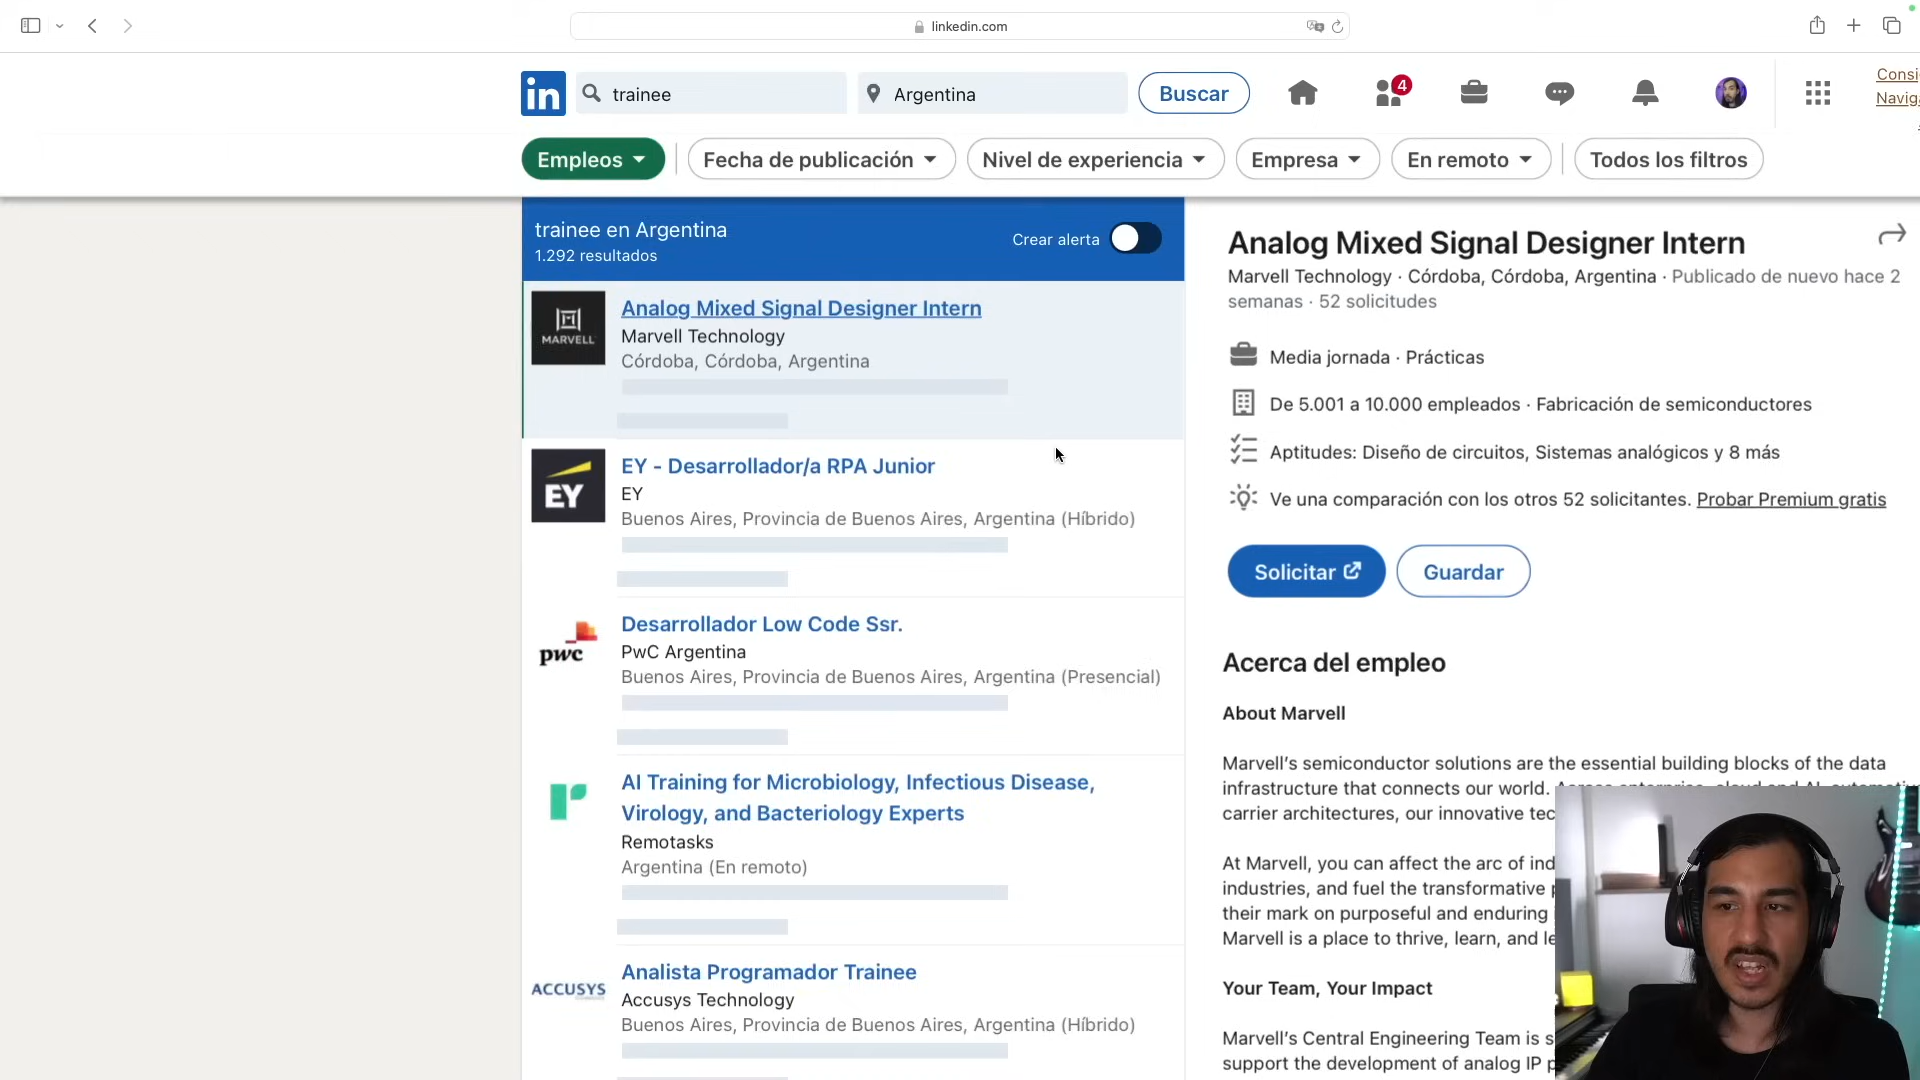 linkedin.com
in
trainee
Argentina
Buscar
4
Empleos
Fecha de publicación
Nivel de experiencia
Empresa
En remoto
Todos los filtros
trainee en Argentina
1.292 resultados
Crear alerta
MARVELL
Analog Mixed Signal Designer Intern
Marvell Technology
Córdoba, Córdoba, Argentina
EY
EY - Desarrollador/a RPA Junior
EY
Buenos Aires, Provincia de Buenos Aires, Argentina (Híbrido)
pwc
Desarrollador Low Code Ssr.
PwC Argentina
Buenos Aires, Provincia de Buenos Aires, Argentina (Presencial)
AI Training for Microbiology, Infectious Disease,
Virology, and Bacteriology Experts
Remotasks
Argentina (En remoto)
ACCUSYS
Analista Programador Trainee
Accusys Technology
Buenos Aires, Provincia de Buenos Aires, Argentina (Híbrido)
Analog Mixed Signal Designer Intern
Marvell Technology · Córdoba, Córdoba, Argentina · Publicado de nuevo hace 2
semanas · 52 solicitudes
Media jornada · Prácticas
De 5.001 a 10.000 empleados · Fabricación de semiconductores
Aptitudes: Diseño de circuitos, Sistemas analógicos y 8 más
Ve una comparación con los otros 52 solicitantes. Probar Premium gratis
Solicitar
Guardar
Acerca del empleo
About Marvell
Marvell's semiconductor solutions are the essential building blocks of the data
infrastructure that connects our world.
carrier architectures, our innovative tec
At Marvell, you can affect the arc of ind
industries, and fuel the transformative p
their mark on purposeful and enduring
Marvell is a place to thrive, learn, and le
Your Team, Your Impact
Marvell's Central Engineering Team is s
support the development of analog IP p
Consi
Naviga